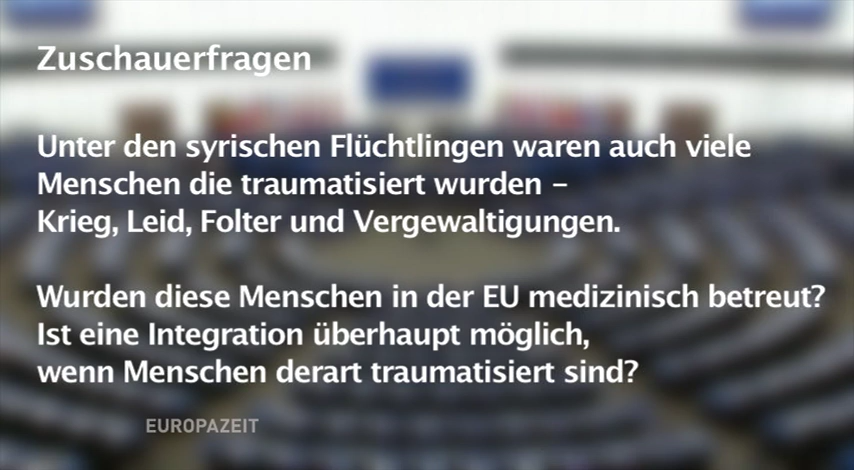 Zuschauerfragen
Unter den syrischen Flüchtlingen waren auch viele
Menschen die traumatisiert wurden –
Krieg, Leid, Folter und Vergewaltigungen.
Wurden diese Menschen in der EU medizinisch betreut?
Ist eine Integration überhaupt möglich,
wenn Menschen derart traumatisiert sind?
EUROPAZEIT